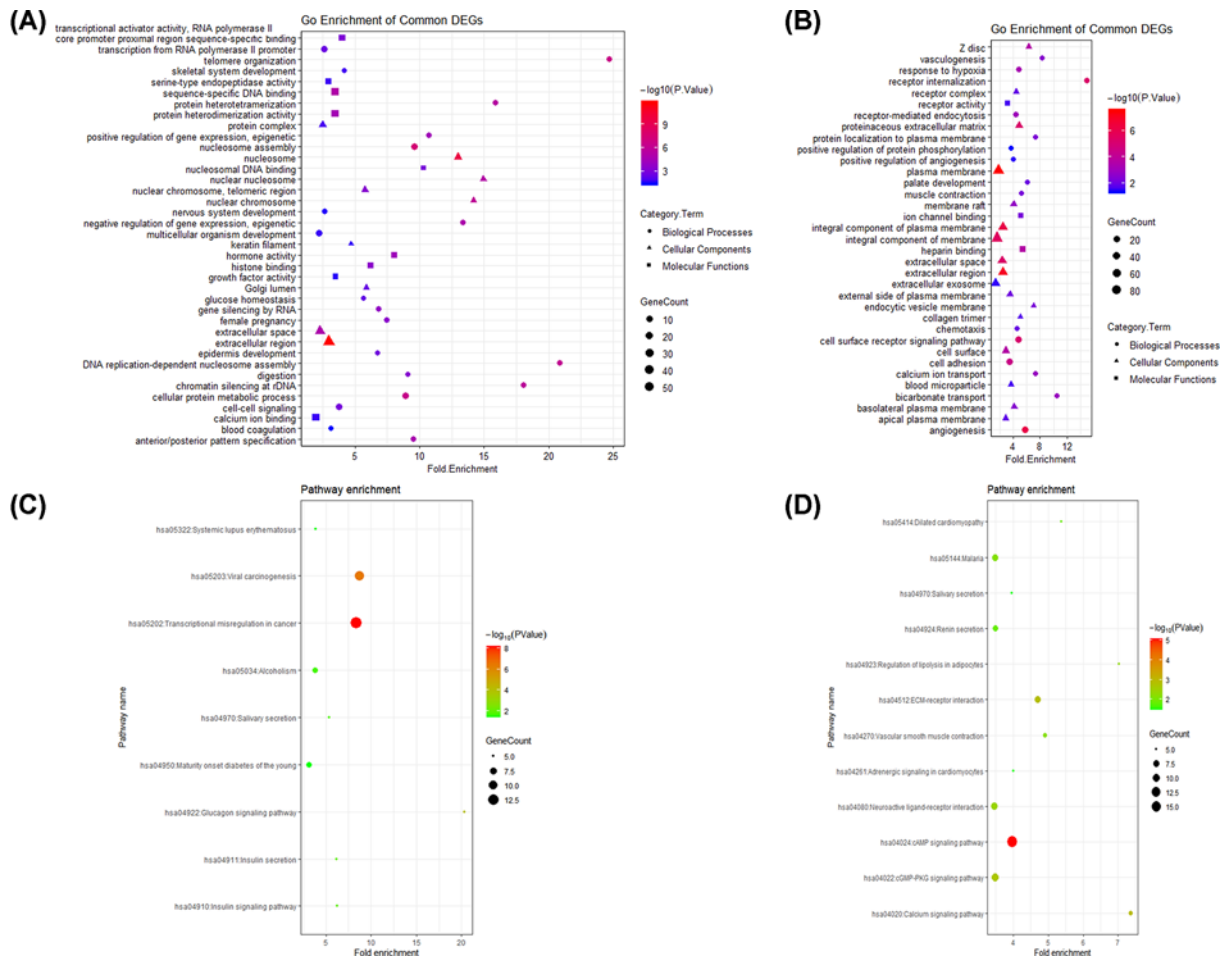 (A)
Go Enrichment of Common DEGs
transcriptional activator activity, RNA polymerase II
core promoter proximal region sequence-specific binding
transcription from RNA polymerase II promoter
telomere organization
skeletal system development
serine-type endopeptidase activity
sequence-specific DNA binding
protein heterotetramerization
protein heterodimerization activity
protein complex
positive regulation of gene expression, epigenetic
nucleosome assembly
nucleosome
nucleosomal DNA binding
nuclear nucleosome
nuclear chromosome, telomeric region
nuclear chromosome
nervous system development
negative regulation of gene expression, epigenetic
multicellular organism development
keratin filament
hormone activity
histone binding
growth factor activity
Golgi lumen
glucose homeostasis
gene silencing by RNA
female pregnancy
extracellular space
extracellular region
epidermis development
DNA replication-dependent nucleosome assembly
digestion
chromatin silencing at rDNA
cellular protein metabolic process
cell-cell signaling
calcium ion binding
blood coagulation
anterior/posterior pattern specification
5 10 15 20 25
Fold.Enrichment
−log10(P.Value)
9
6
3
Category.Term
Biological Processes
Cellular Components
Molecular Functions
GeneCount
10
20
30
40
50
(B)
Go Enrichment of Common DEGs
Z disc
vasculogenesis
response to hypoxia
receptor internalization
receptor complex
receptor activity
receptor-mediated endocytosis
proteinaceous extracellular matrix
protein localization to plasma membrane
positive regulation of protein phosphorylation
positive regulation of angiogenesis
plasma membrane
palate development
muscle contraction
membrane raft
ion channel binding
integral component of plasma membrane
integral component of membrane
heparin binding
extracellular space
extracellular region
extracellular exosome
external side of plasma membrane
endocytic vesicle membrane
collagen trimer
chemotaxis
cell surface receptor signaling pathway
cell surface
cell adhesion
calcium ion transport
blood microparticle
bicarbonate transport
basolateral plasma membrane
apical plasma membrane
angiogenesis
4 8 12
Fold.Enrichment
−log10(P.Value)
6
4
2
GeneCount
20
40
60
80
Category.Term
Biological Processes
Cellular Components
Molecular Functions
(C)
Pathway enrichment
Pathway name
hsa05322:Systemic lupus erythematosus
hsa05203:Viral carcinogenesis
hsa05202:Transcriptional misregulation in cancer
hsa05034:Alcoholism
hsa04970:Salivary secretion
hsa04950:Maturity onset diabetes of the young
hsa04922:Glucagon signaling pathway
hsa04911:Insulin secretion
hsa04910:Insulin signaling pathway
5 10 15 20
Fold enrichment
−log₁₀(PValue)
8
6
4
2
GeneCount
5.0
7.5
10.0
12.5
(D)
Pathway enrichment
Pathway name
hsa05414:Dilated cardiomyopathy
hsa05144:Malaria
hsa04970:Salivary secretion
hsa04924:Renin secretion
hsa04923:Regulation of lipolysis in adipocytes
hsa04512:ECM-receptor interaction
hsa04270:Vascular smooth muscle contraction
hsa04261:Adrenergic signaling in cardiomyocytes
hsa04080:Neuroactive ligand-receptor interaction
hsa04024:cAMP signaling pathway
hsa04022:cGMP-PKG signaling pathway
hsa04020:Calcium signaling pathway
4 5 6 7
Fold enrichment
−log₁₀(PValue)
5
4
3
2
GeneCount
5.0
7.5
10.0
12.5
15.0